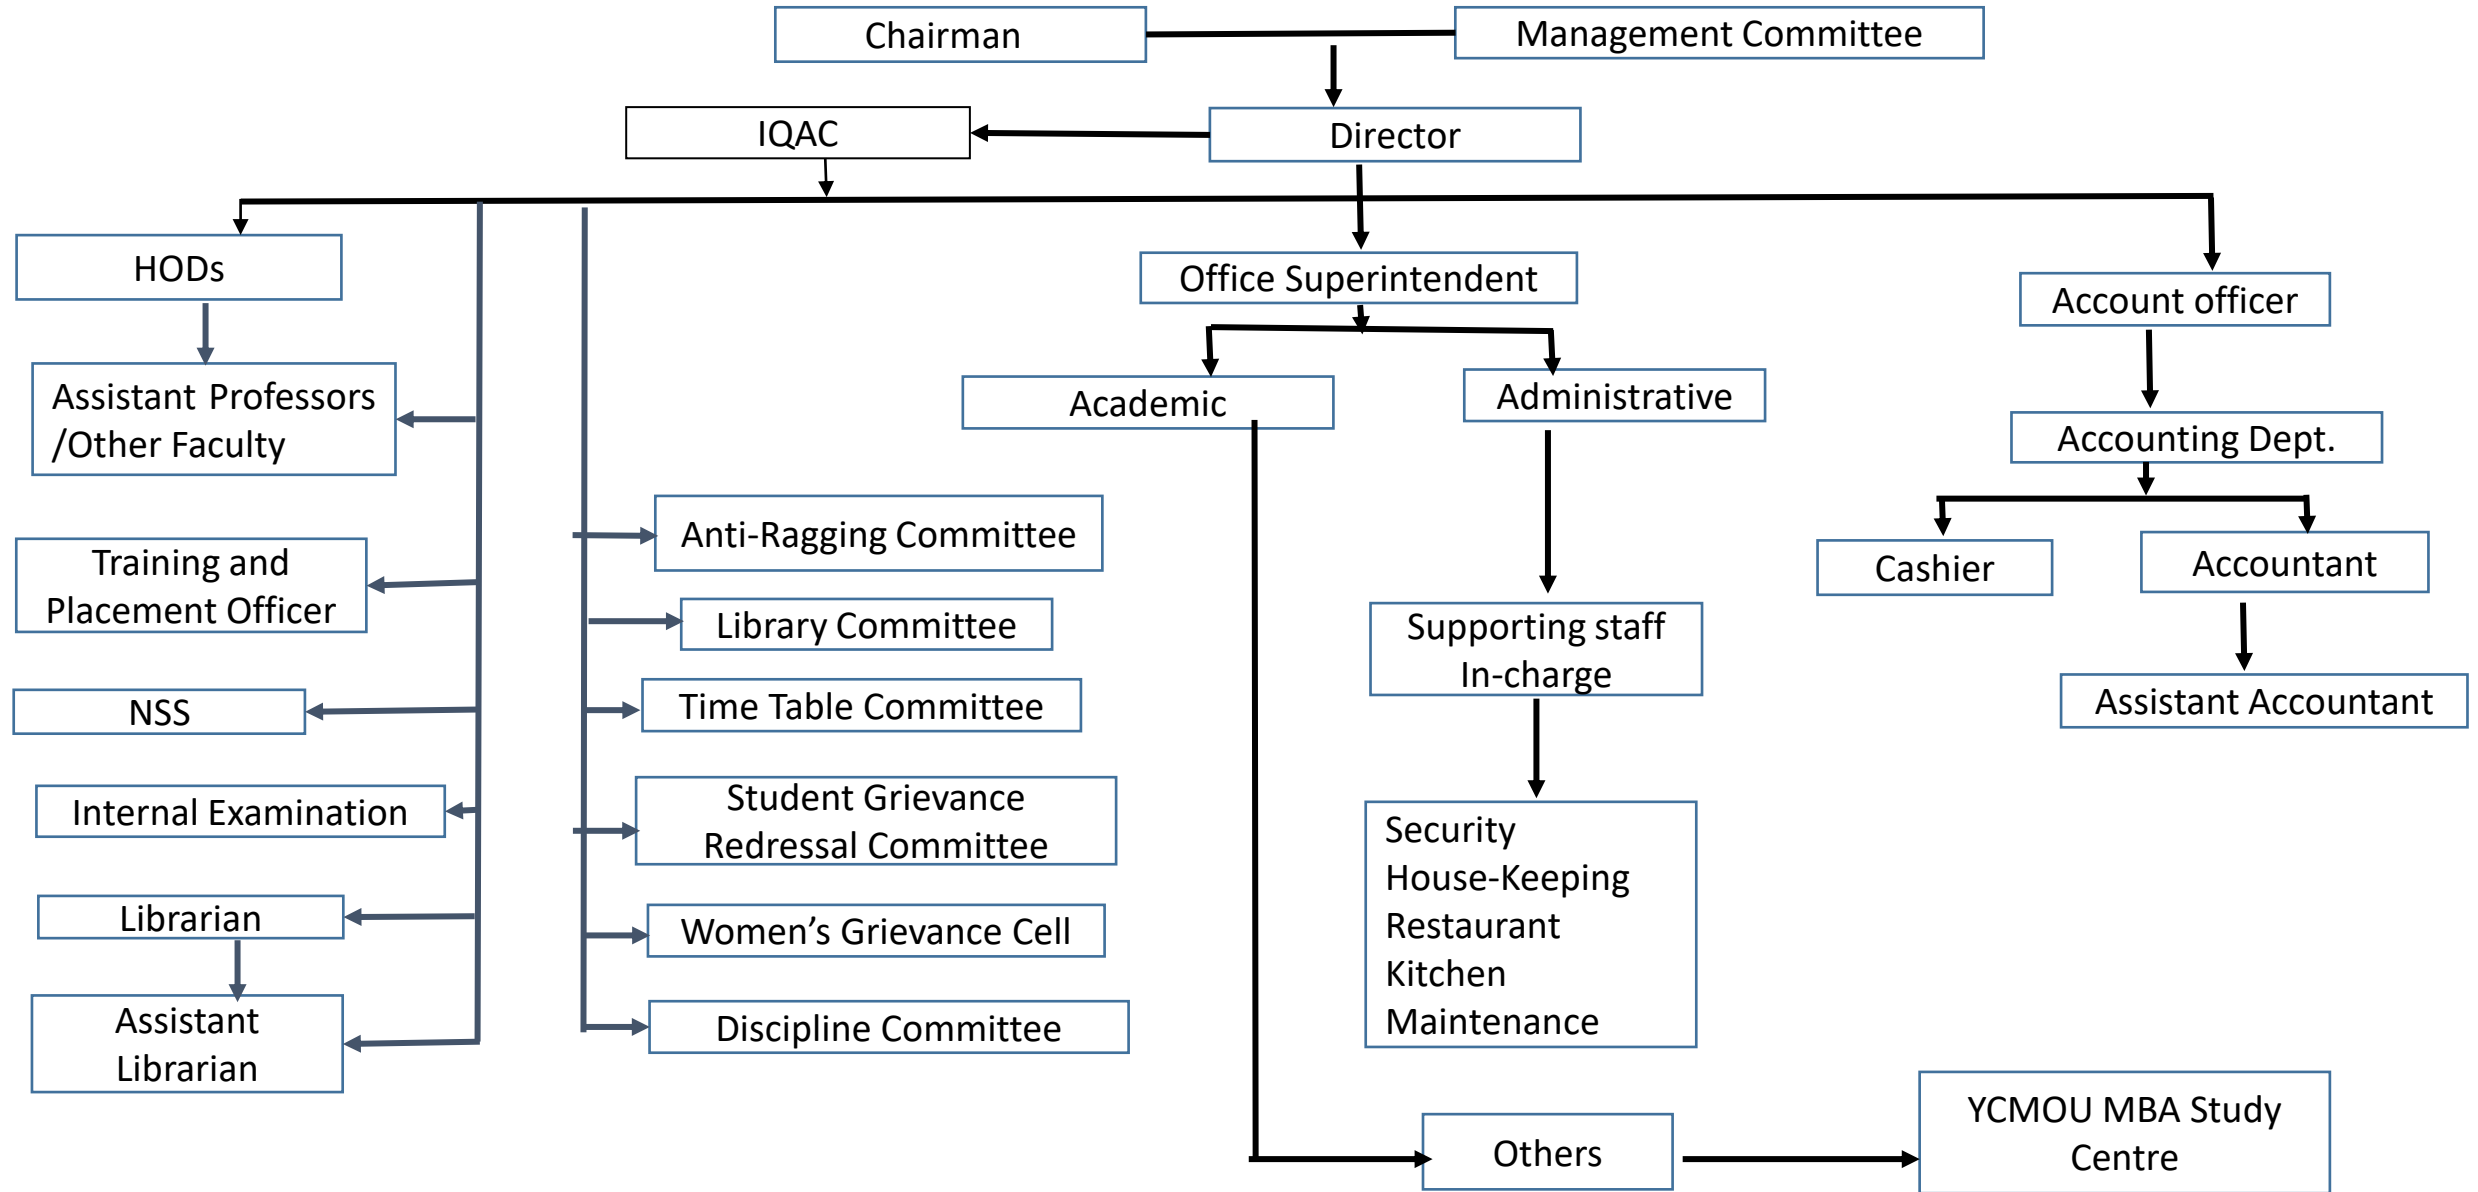 Chairman
Management Committee
IQAC
Director
HODs
Office Superintendent
Account officer
Assistant Professors
/Other Faculty
Academic
Administrative
Accounting Dept.
Anti-Ragging Committee
Training and
Placement Officer
Cashier
Accountant
Library Committee
Supporting staff
In-charge
NSS
Time Table Committee
Assistant Accountant
Internal Examination
Student Grievance
Redressal Committee
Security
House-Keeping
Restaurant
Kitchen
Maintenance
Librarian
Women’s Grievance Cell
Assistant
Librarian
Discipline Committee
Others
YCMOU MBA Study
Centre